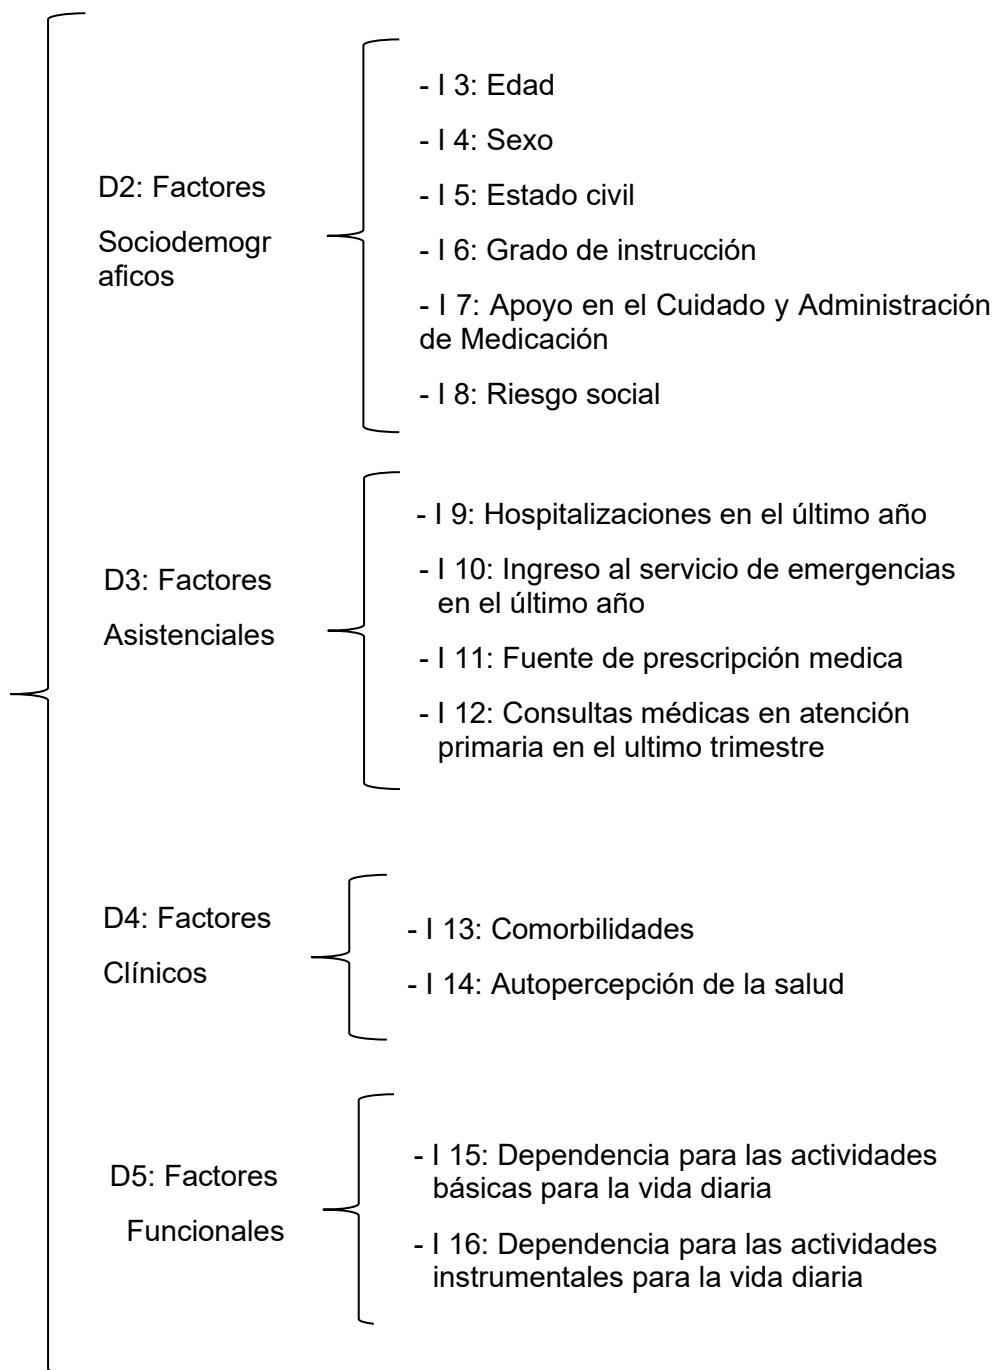 D2: Factores
Sociodemogr
aficos
- I 3: Edad
- I 4: Sexo
- I 5: Estado civil
- I 6: Grado de instrucción
- I 7: Apoyo en el Cuidado y Administración
de Medicación
- I 8: Riesgo social
D3: Factores
Asistenciales
- I 9: Hospitalizaciones en el último año
- I 10: Ingreso al servicio de emergencias
en el último año
- I 11: Fuente de prescripción medica
- I 12: Consultas médicas en atención
primaria en el ultimo trimestre
D4: Factores
Clínicos
- I 13: Comorbilidades
- I 14: Autopercepción de la salud
D5: Factores
Funcionales
- I 15: Dependencia para las actividades
básicas para la vida diaria
- I 16: Dependencia para las actividades
instrumentales para la vida diaria